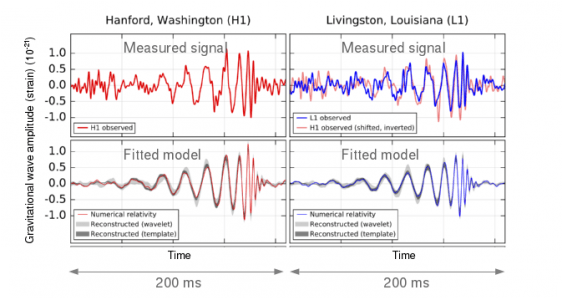 Hanford, Washington (H1)
Livingston, Louisiana (L1)
Gravitational wave amplitude (strain) (10⁻²¹)
Measured signal
1.0
0.5
0.0
-0.5
-1.0
H1 observed
Measured signal
L1 observed
H1 observed (shifted, inverted)
Fitted model
1.0
0.5
0.0
-0.5
-1.0
Numerical relativity
Reconstructed (wavelet)
Reconstructed (template)
Fitted model
Numerical relativity
Reconstructed (wavelet)
Reconstructed (template)
Time
Time
200 ms
200 ms